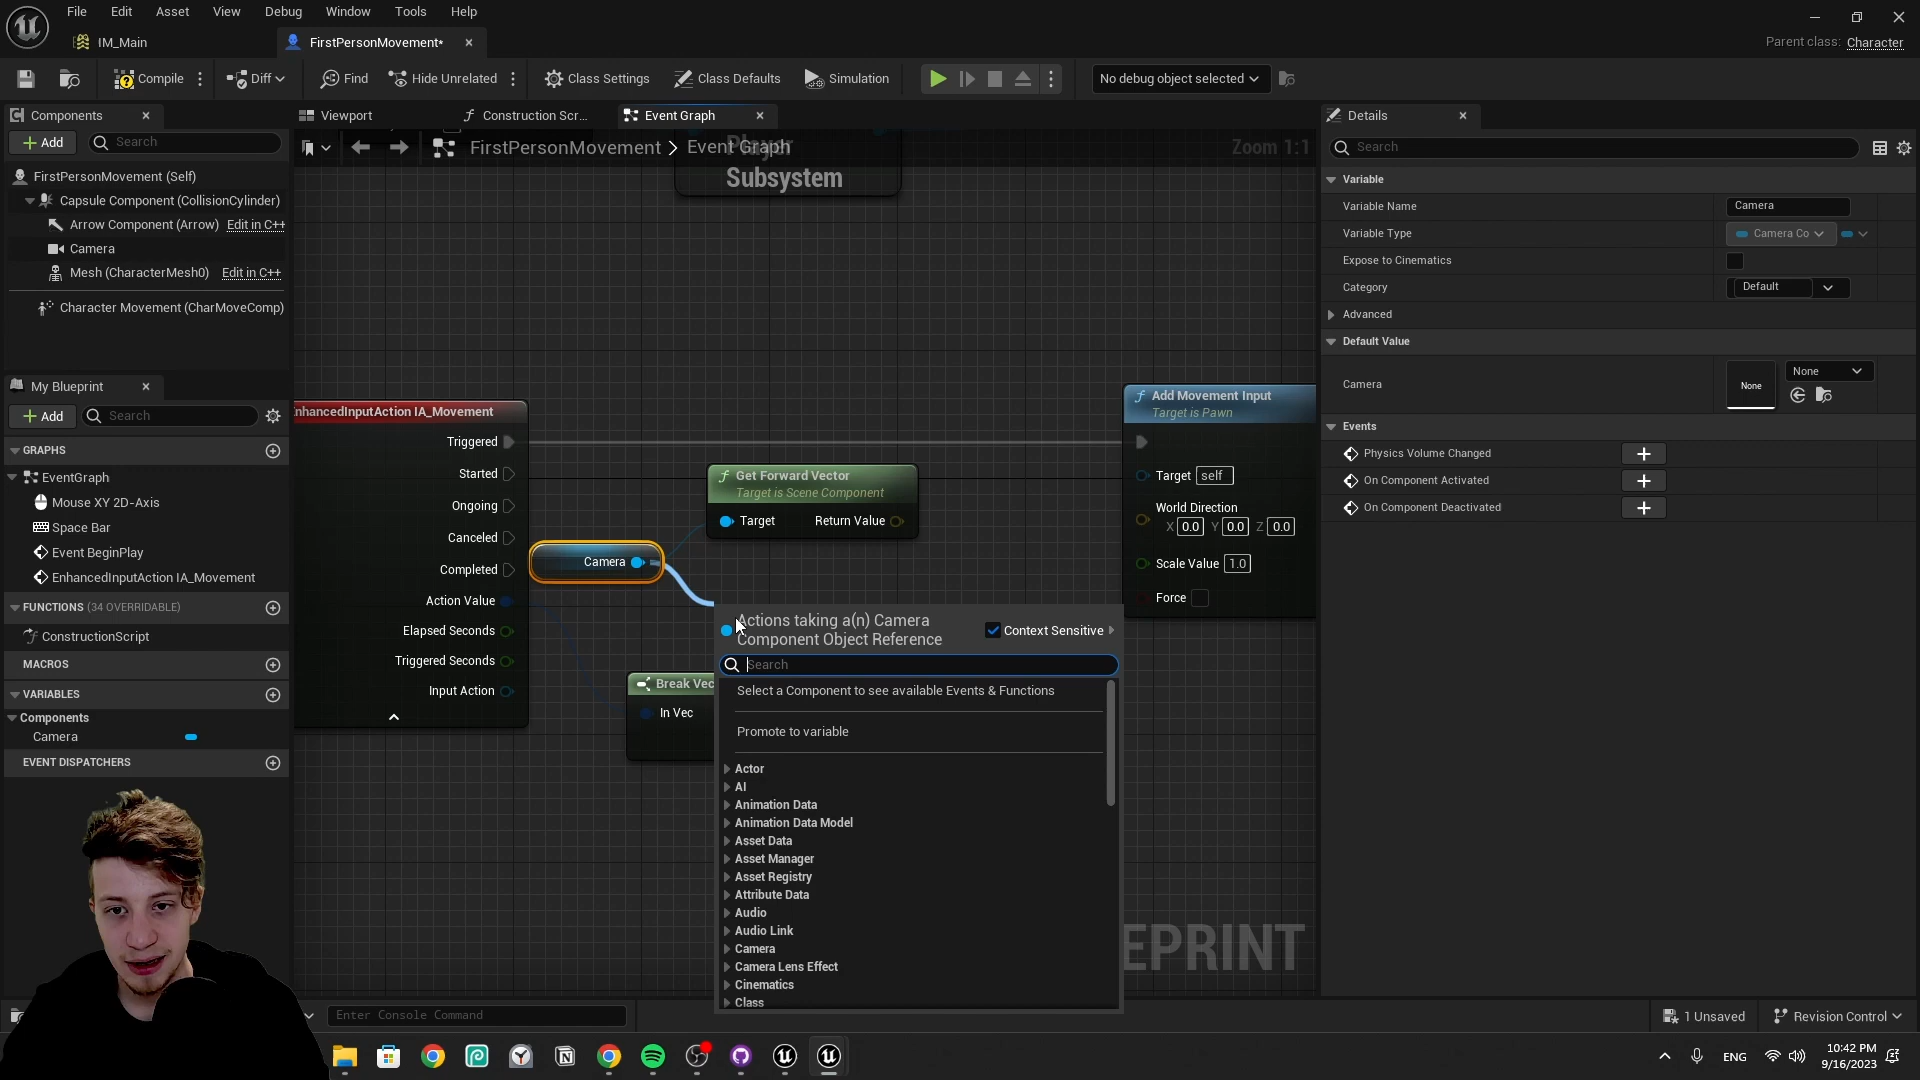 File Edit Asset View Debug Window Tools Help
IM_Main
FirstPersonMovement*
Parent class: Character
Compile
Diff
Find
Hide Unrelated
Class Settings
Class Defaults
Simulation
No debug object selected
Components
Add
Search
FirstPersonMovement (Self)
Capsule Component (CollisionCylinder)
Arrow Component (Arrow) Edit in C++
Camera
Mesh (CharacterMesh0) Edit in C++
Character Movement (CharMoveComp)
My Blueprint
Add
Search
GRAPHS
EventGraph
Mouse XY 2D-Axis
Space Bar
Event BeginPlay
EnhancedInputAction IA_Movement
FUNCTIONS (34 OVERRIDABLE)
ConstructionScript
MACROS
VARIABLES
Components
Camera
EVENT DISPATCHERS
Viewport
Construction Scr...
Event Graph
FirstPersonMovement > Event Graph
Zoom 1:1
Player
Subsystem
EnhancedInputAction IA_Movement
Triggered
Started
Ongoing
Canceled
Completed
Action Value
Elapsed Seconds
Triggered Seconds
Input Action
Get Forward Vector
Target is Scene Component
Target
Return Value
Camera
Break Vec
In Vec
Add Movement Input
Target is Pawn
Target self
World Direction
X 0.0 Y 0.0 Z 0.0
Scale Value 1.0
Force
Actions taking a(n) Camera
Component Object Reference
Context Sensitive
Search
Select a Component to see available Events & Functions
Promote to variable
Actor
AI
Animation Data
Animation Data Model
Asset Data
Asset Manager
Asset Registry
Attribute Data
Audio
Audio Link
Camera
Camera Lens Effect
Cinematics
Class
EPRINT
Enter Console Command
Details
Search
Variable
Variable Name
Camera
Variable Type
Camera Co
Expose to Cinematics
Category
Default
Advanced
Default Value
Camera
None
None
Events
Physics Volume Changed
On Component Activated
On Component Deactivated
1 Unsaved
Revision Control
ENG
10:42 PM
9/16/2023